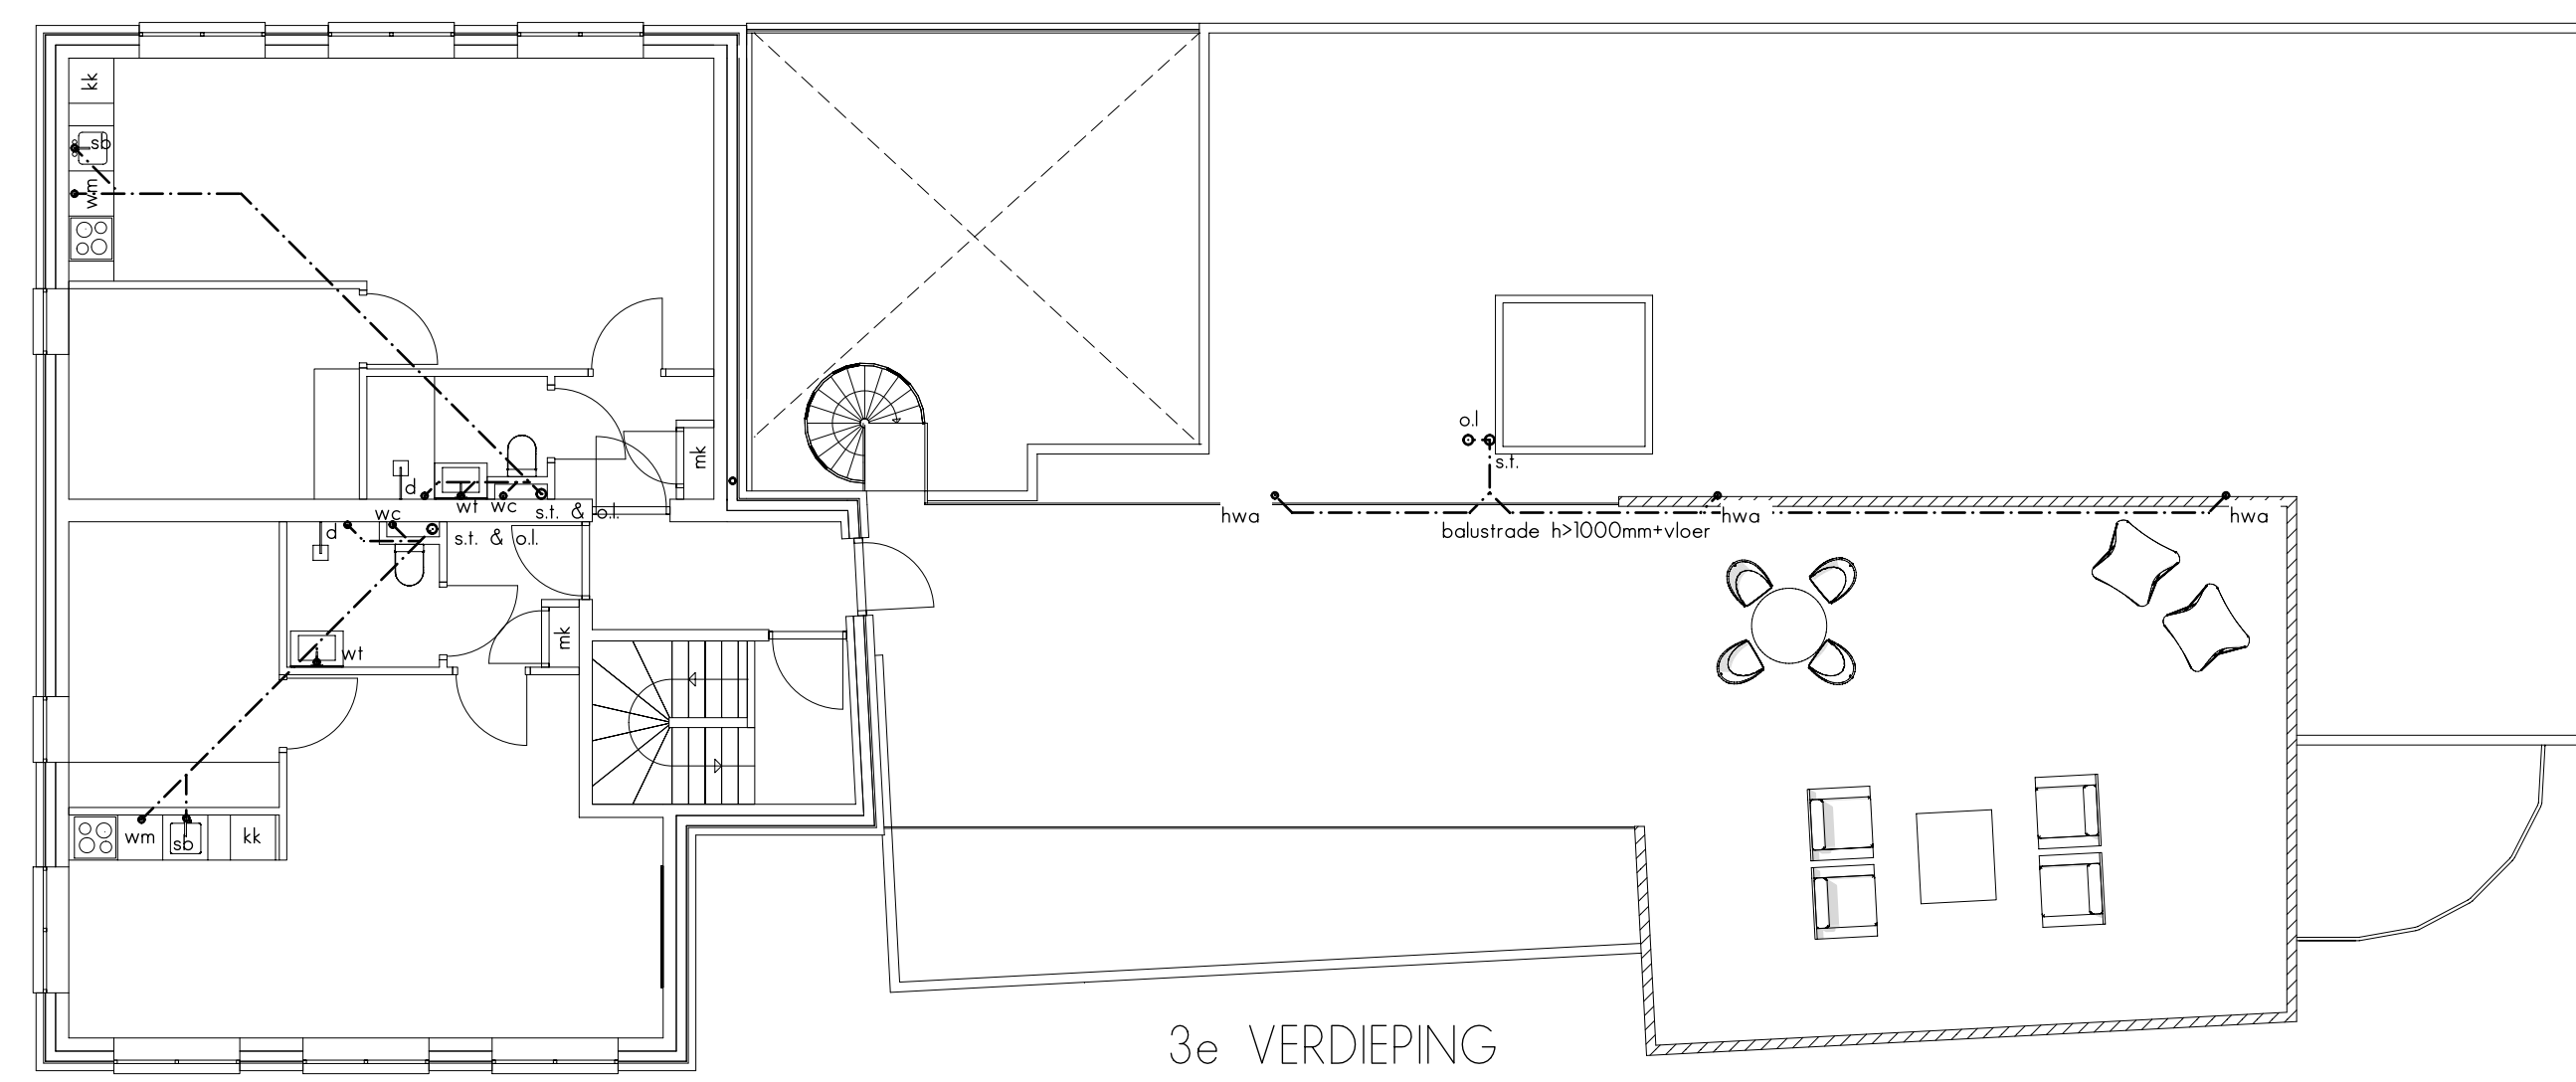 kk
sb
wm
d
wt
wc
s.t. & o.l.
mk
wc
d
s.t. & o.l.
wt
mk
wm
sb
kk
o.l
s.t.
hwa
balustrade h>1000mm+vloer
hwa
hwa
3e VERDIEPING